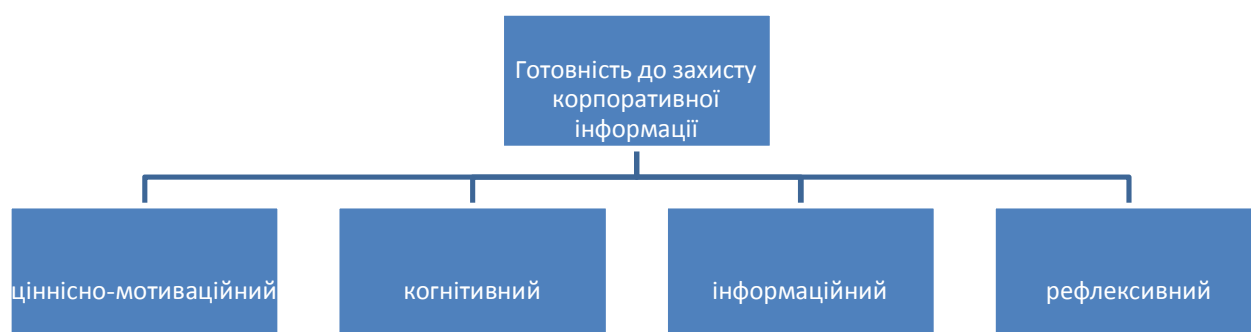 Готовність до захисту
корпоративної
інформації
ціннісно-мотиваційний
когнітивний
інформаційний
рефлексивний